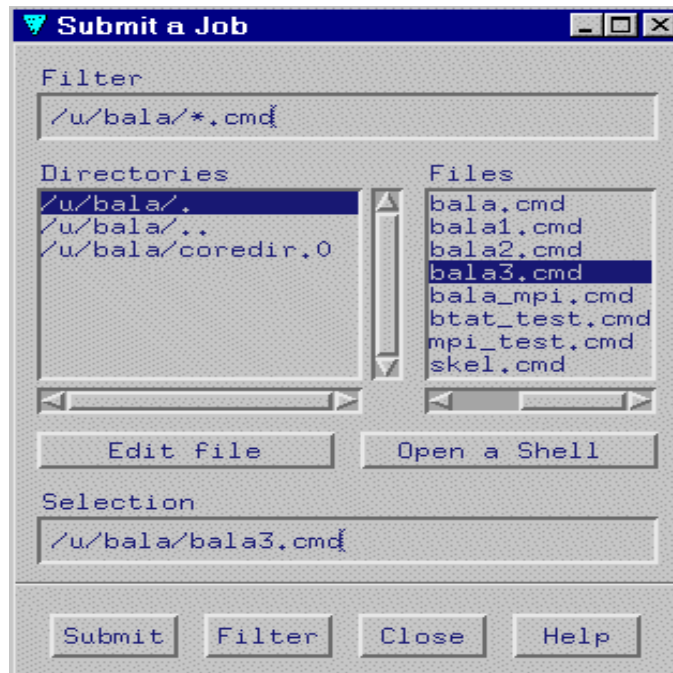 Submit a Job
Filter
/u/bala/*.cmd
Directories
/u/bala/.
/u/bala/..
/u/bala/coredir.0
Files
bala.cmd
bala1.cmd
bala2.cmd
bala3.cmd
bala_mpi.cmd
btat_test.cmd
mpi_test.cmd
skel.cmd
Edit file
Open a Shell
Selection
/u/bala/bala3.cmd
Submit
Filter
Close
Help